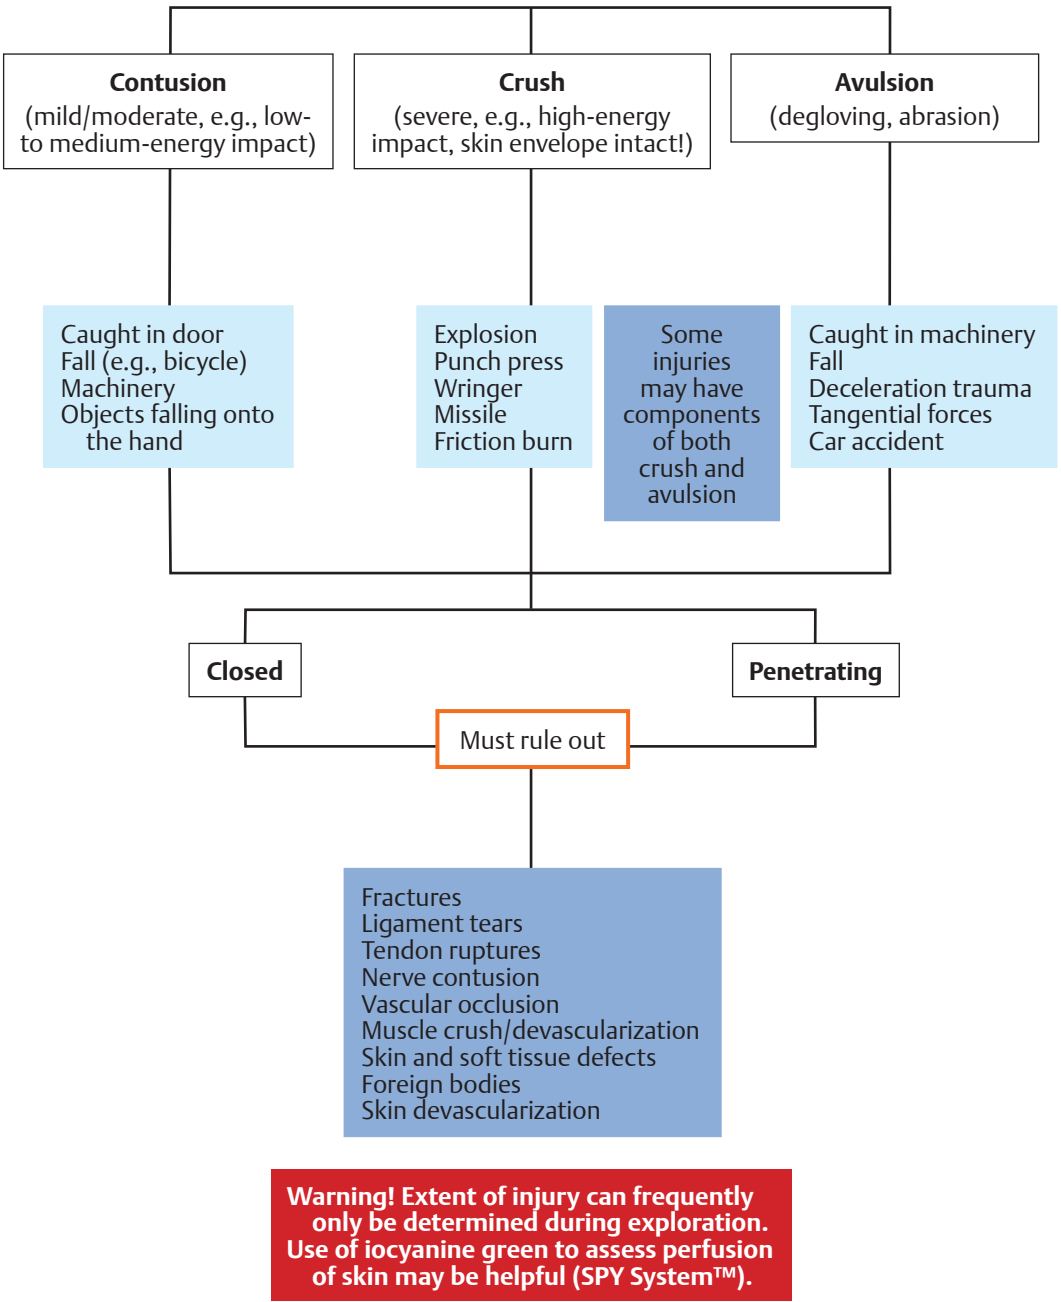 Contusion
(mild/moderate, e.g., low-
to medium-energy impact)
Crush
(severe, e.g., high-energy
impact, skin envelope intact!)
Avulsion
(degloving, abrasion)
Caught in door
Fall (e.g., bicycle)
Machinery
Objects falling onto
the hand
Explosion
Punch press
Wringer
Missile
Friction burn
Some
injuries
may have
components
of both
crush and
avulsion
Caught in machinery
Fall
Deceleration trauma
Tangential forces
Car accident
Closed
Penetrating
Must rule out
Fractures
Ligament tears
Tendon ruptures
Nerve contusion
Vascular occlusion
Muscle crush/devascularization
Skin and soft tissue defects
Foreign bodies
Skin devascularization
Warning! Extent of injury can frequently
only be determined during exploration.
Use of iocyanine green to assess perfusion
of skin may be helpful (SPY System™).